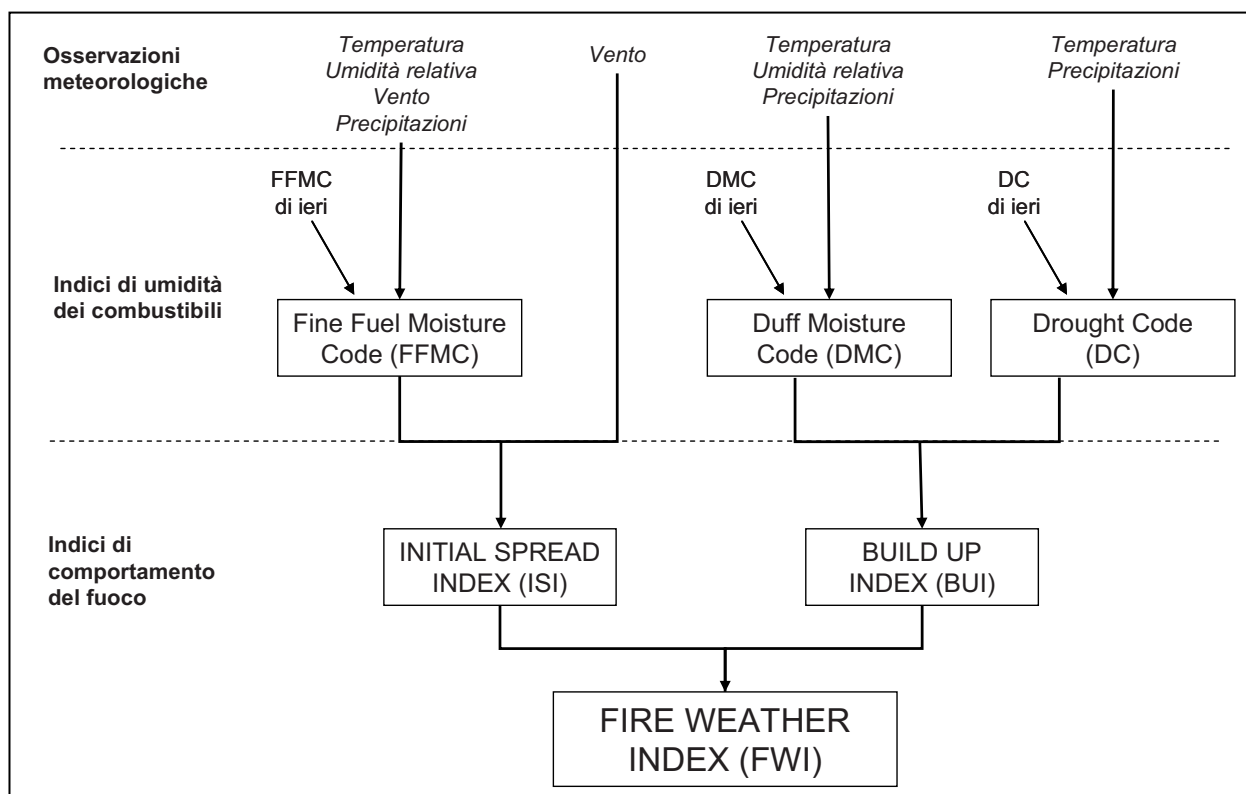 Osservazioni
meteorologiche
Temperatura
Umidità relativa
Vento
Precipitazioni
Vento
Temperatura
Umidità relativa
Precipitazioni
Temperatura
Precipitazioni
Indici di umidità
dei combustibili
FFMC
di ieri
DMC
di ieri
DC
di ieri
Fine Fuel Moisture
Code (FFMC)
Duff Moisture
Code (DMC)
Drought Code
(DC)
Indici di
comportamento
del fuoco
INITIAL SPREAD
INDEX (ISI)
BUILD UP
INDEX (BUI)
FIRE WEATHER
INDEX (FWI)